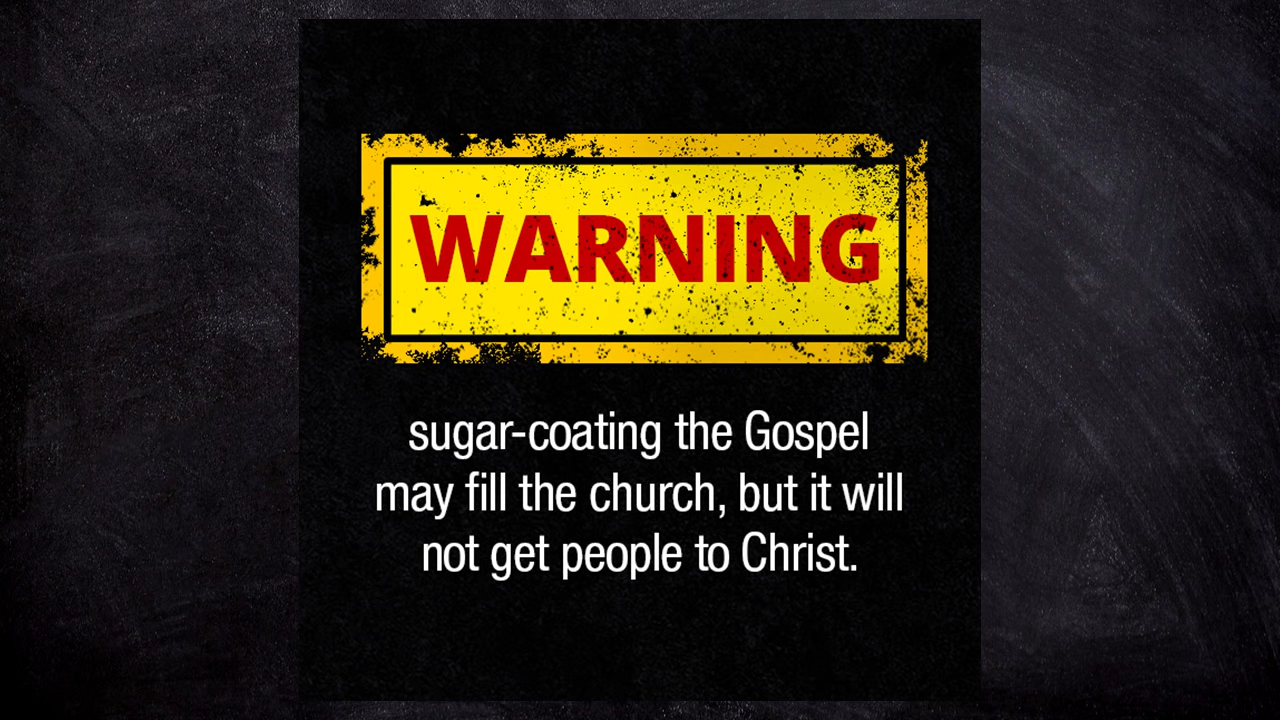 WARNING
sugar-coating the Gospel
may fill the church, but it will
not get people to Christ.